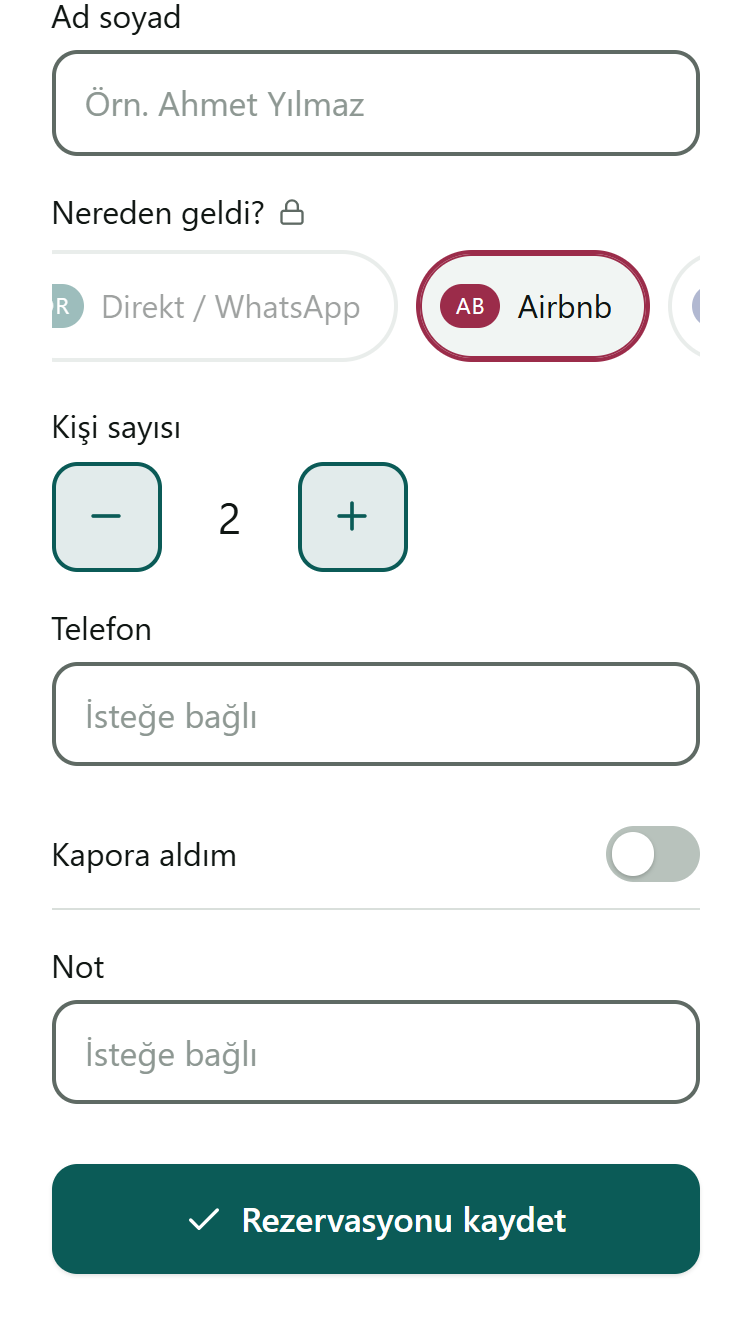 Ad soyad
Örn. Ahmet Yılmaz
Nereden geldi?
Direkt / WhatsApp
AB Airbnb
Kişi sayısı
2
Telefon
İsteğe bağlı
Kapora aldım
Not
İsteğe bağlı
Rezervasyonu kaydet